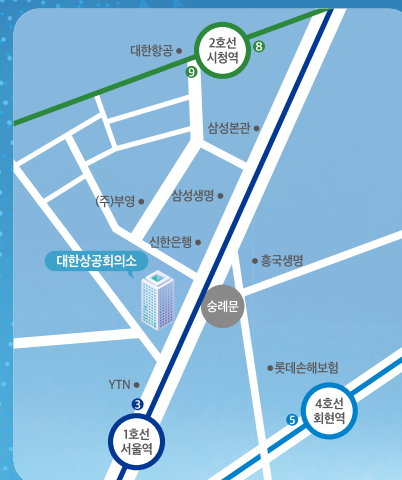 2호선
시청역
8
9
대한항공
삼성본관
(주)부영
삼성생명
신한은행
대한상공회의소
흥국생명
숭례문
롯데손해보험
YTN
3
1호선
서울역
4호선
회현역
5